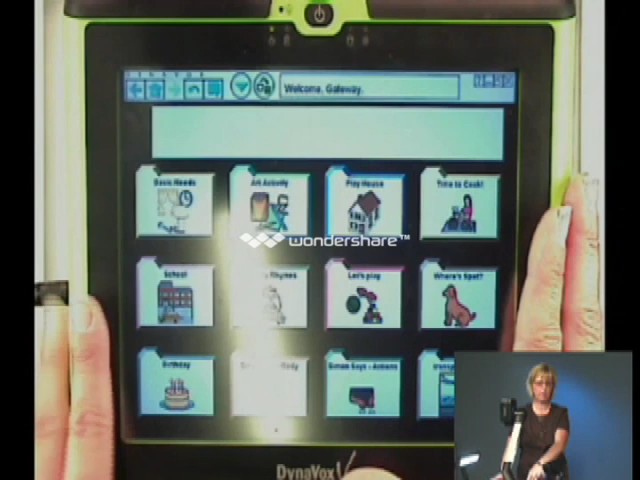 Welcome, Gateway.
Basic Needs
Art Activity
Play House
Time to Cook!
wondershare™
School
Rhymes
Let's play
Where's Spot?
Birthday
Simon Says - Actions
DynaVox V